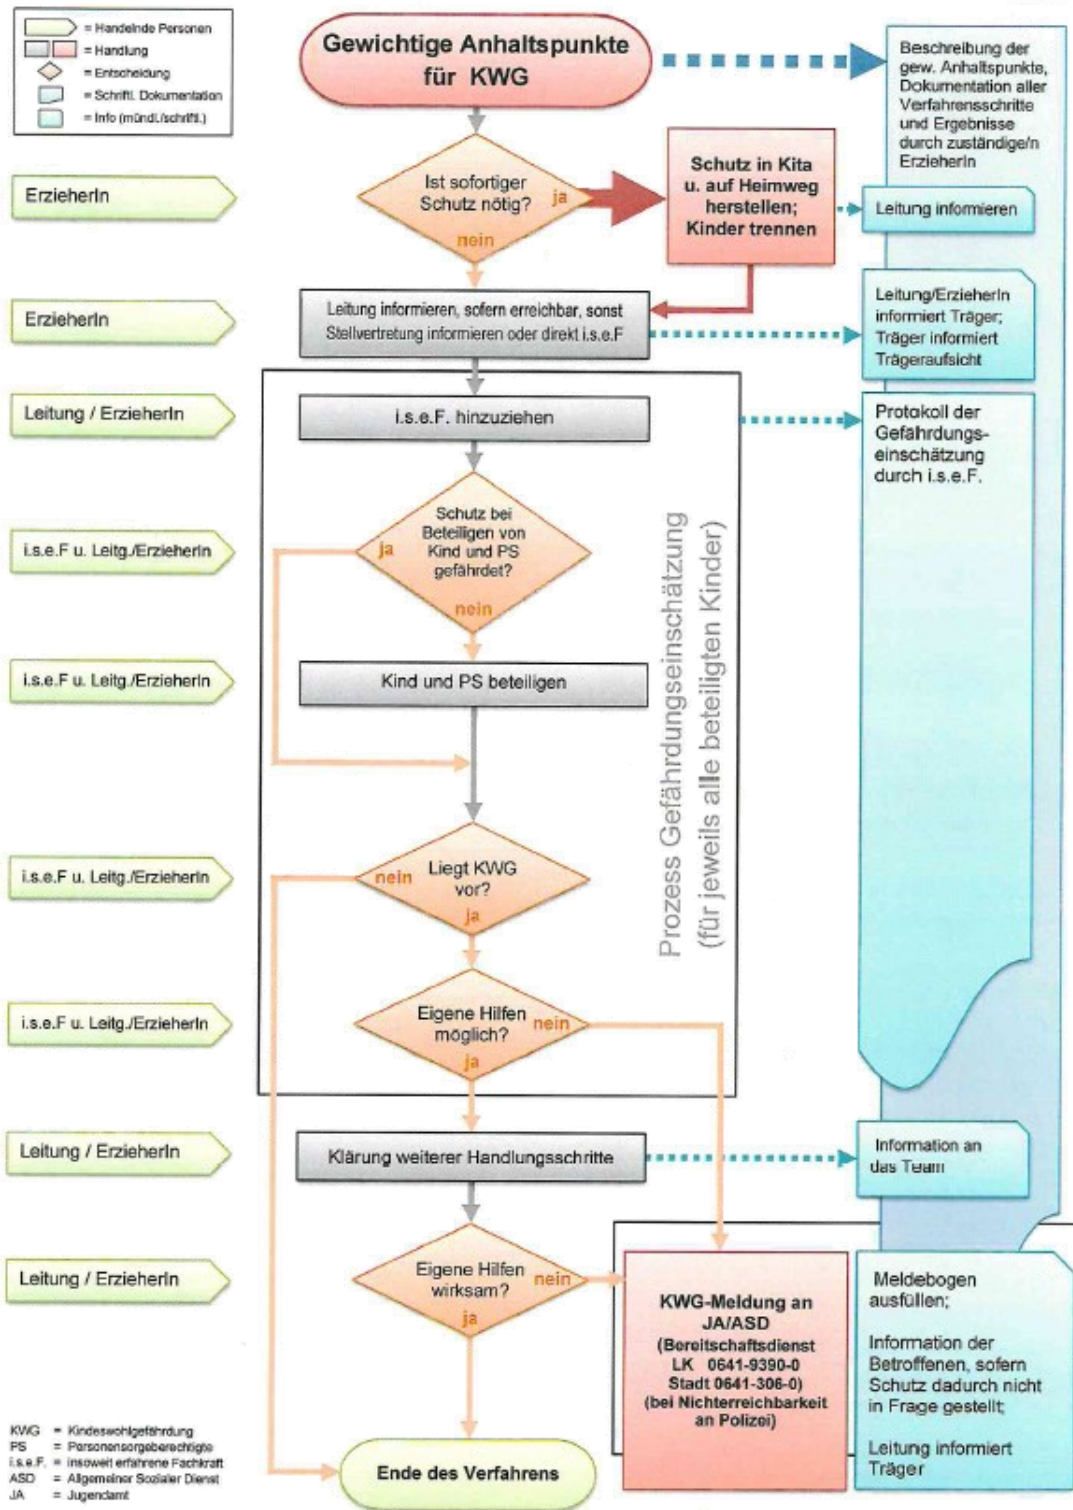 = Handelnde Personen
= Handlung
= Entscheidung
= Schriftl. Dokumentation
= Info (mündl./schriftl.)
Gewichtige Anhaltspunkte
für KWG
Beschreibung der
gew. Anhaltspunkte,
Dokumentation aller
Verfahrensschritte
und Ergebnisse
durch zuständige/n
ErzieherIn
ErzieherIn
Ist sofortiger
Schutz nötig?
ja
nein
Schutz in Kita
u. auf Heimweg
herstellen;
Kinder trennen
Leitung informieren
ErzieherIn
Leitung informieren, sofern erreichbar, sonst
Stellvertretung informieren oder direkt i.s.e.F
Leitung/ErzieherIn
informiert Träger;
Träger informiert
Trägeraufsicht
Leitung / ErzieherIn
i.s.e.F. hinzuziehen
Protokoll der
Gefährdungs-
einschätzung
durch i.s.e.F.
i.s.e.F u. Leitg./ErzieherIn
Schutz bei
Beteiligen von
Kind und PS
gefährdet?
ja
nein
Prozess Gefährdungseinschätzung
(für jeweils alle beteiligten Kinder)
i.s.e.F u. Leitg./ErzieherIn
Kind und PS beteiligen
i.s.e.F u. Leitg./ErzieherIn
Liegt KWG
vor?
nein
ja
i.s.e.F u. Leitg./ErzieherIn
Eigene Hilfen
möglich?
nein
ja
Leitung / ErzieherIn
Klärung weiterer Handlungsschritte
Information an
das Team
Leitung / ErzieherIn
Eigene Hilfen
wirksam?
nein
ja
KWG-Meldung an
JA/ASD
(Bereitschaftsdienst
LK 0641-9390-0
Stadt 0641-306-0)
(bei Nichterreichbarkeit
an Polizei)
Meldebogen
ausfüllen;
Information der
Betroffenen, sofern
Schutz dadurch nicht
in Frage gestellt;
Leitung informiert
Träger
Ende des Verfahrens
KWG = Kindeswohlgefährdung
PS = Personensorgeberechtigte
i.s.e.F. = insoweit erfahrene Fachkraft
ASD = Allgemeiner Sozialer Dienst
JA = Jugendamt